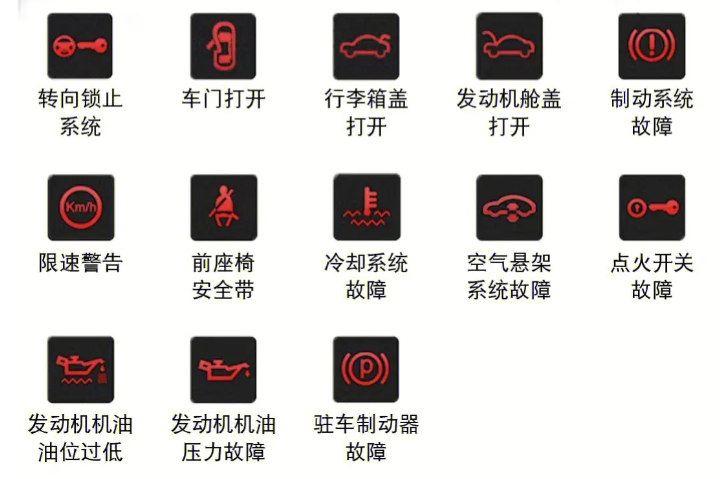 转向锁止
系统
车门打开
行李箱盖
打开
发动机舱盖
打开
制动系统
故障
Km/h
限速警告
前座椅
安全带
冷却系统
故障
空气悬架
系统故障
点火开关
故障
发动机机油
油位过低
发动机机油
压力故障
P
驻车制动器
故障